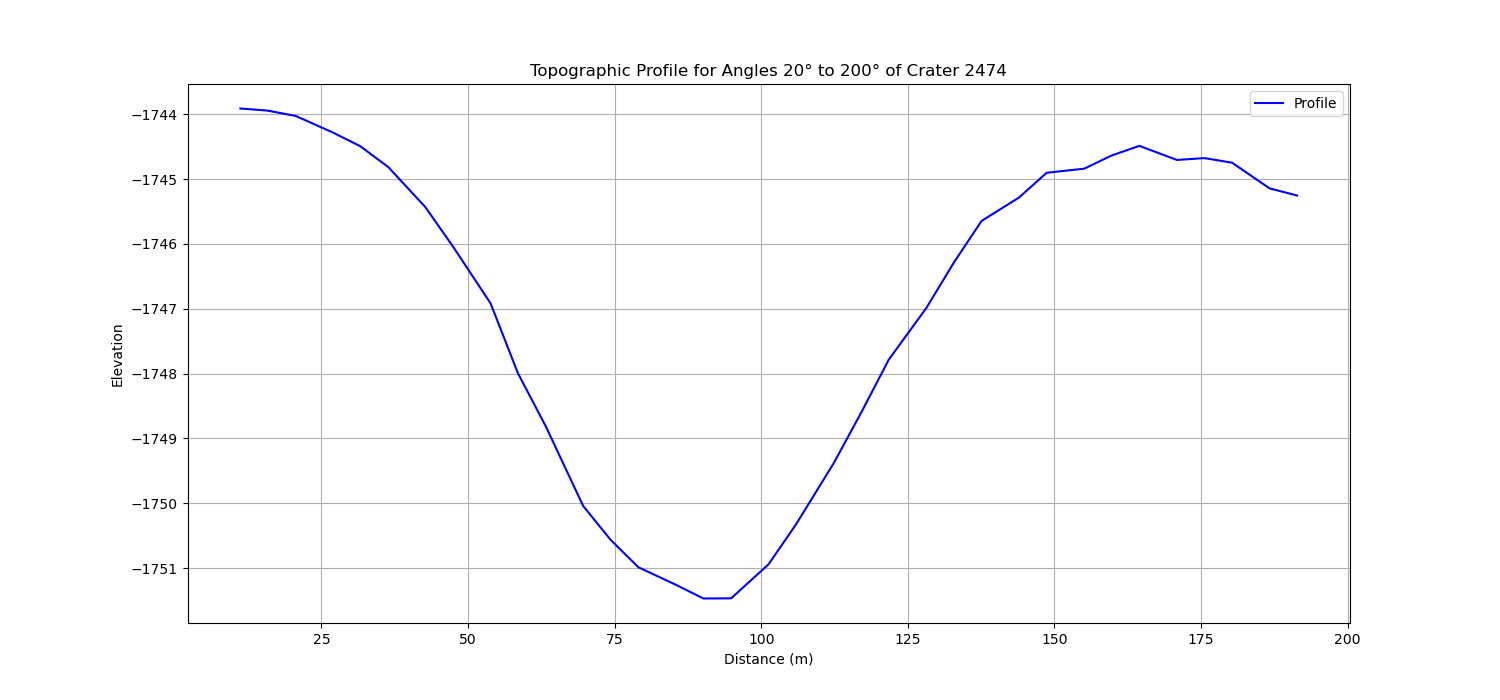 Topographic Profile for Angles 20° to 200° of Crater 2474
Profile
Elevation
−1744
−1745
−1746
−1747
−1748
−1749
−1750
−1751
25 50 75 100 125 150 175 200
Distance (m)